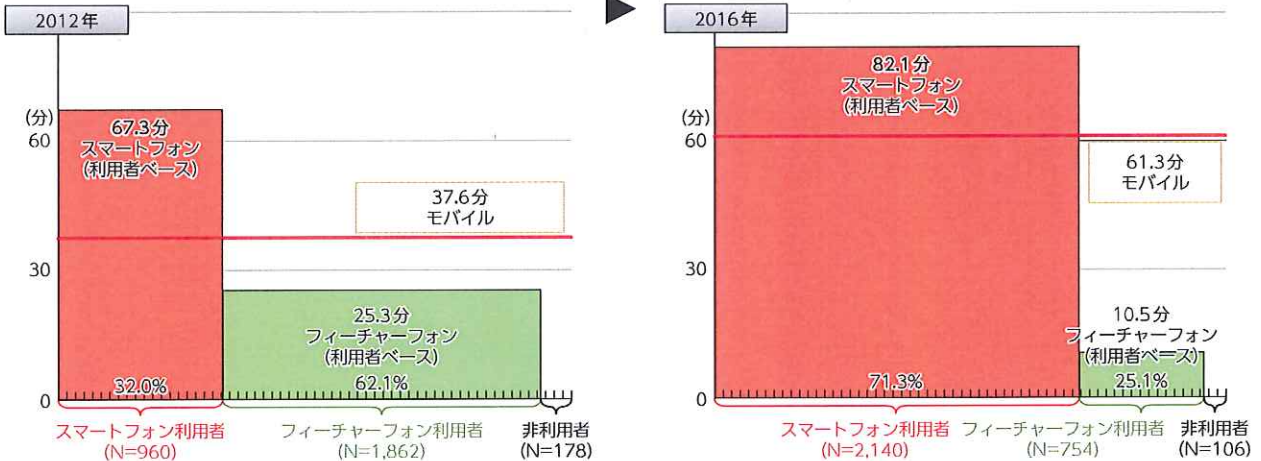 2012年
(分)
60
30
0
67.3分
スマートフォン
(利用者ベース)
37.6分
モバイル
25.3分
フィーチャーフォン
(利用者ベース)
32.0%
62.1%
スマートフォン利用者
(N=960)
フィーチャーフォン利用者
(N=1,862)
非利用者
(N=178)
2016年
(分)
60
30
0
82.1分
スマートフォン
(利用者ベース)
61.3分
モバイル
10.5分
フィーチャーフォン
(利用者ベース)
71.3%
25.1%
スマートフォン利用者
(N=2,140)
フィーチャーフォン利用者
(N=754)
非利用者
(N=106)